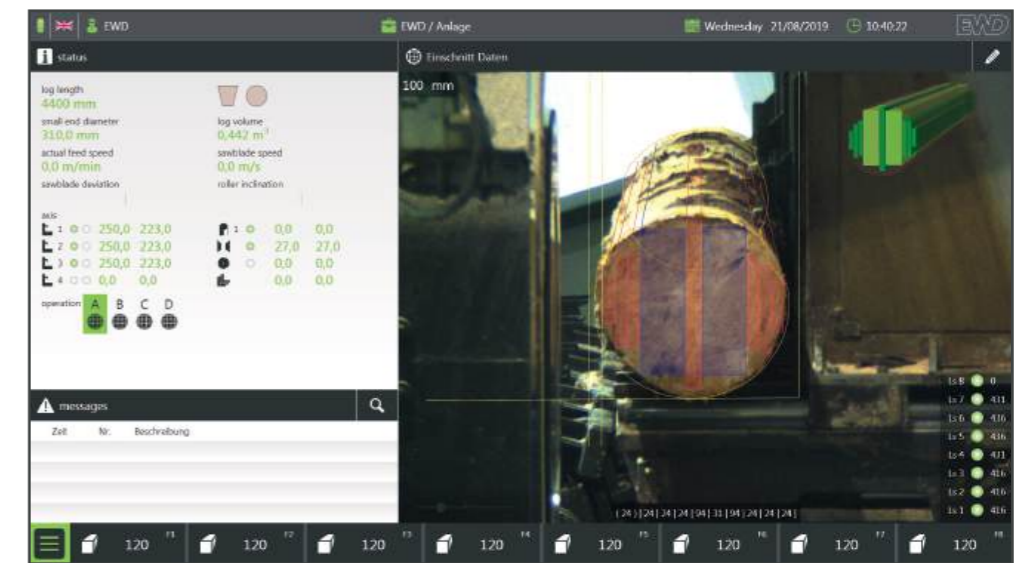 EWD
EWD / Anlage
Wednesday 21/08/2019
10:40:22
EWD
status
Einschnitt Daten
100 mm
log length
4400 mm
small end diameter
310,0 mm
log volume
0,442 m³
actual feed speed
0,0 m/min
sawblade speed
0,0 m/s
sawblade deviation
roller inclination
axis
1 250,0 223,0
1 0,0 0,0
2 250,0 223,0
27,0 27,0
3 250,0 223,0
0,0 0,0
4 0,0 0,0
0,0 0,0
operation A B C D
messages
Zeit Nr. Beschreibung
ls 8 0
ls 7 431
ls 6 436
ls 5 436
ls 4 431
ls 3 416
ls 2 416
ls 1 416
( 24 ) | 24 | 24 | 24 | 94 | 31 | 94 | 24 | 24 | 24 |
120 F1
120 F2
120 F3
120 F4
120 F5
120 F6
120 F7
120 F8